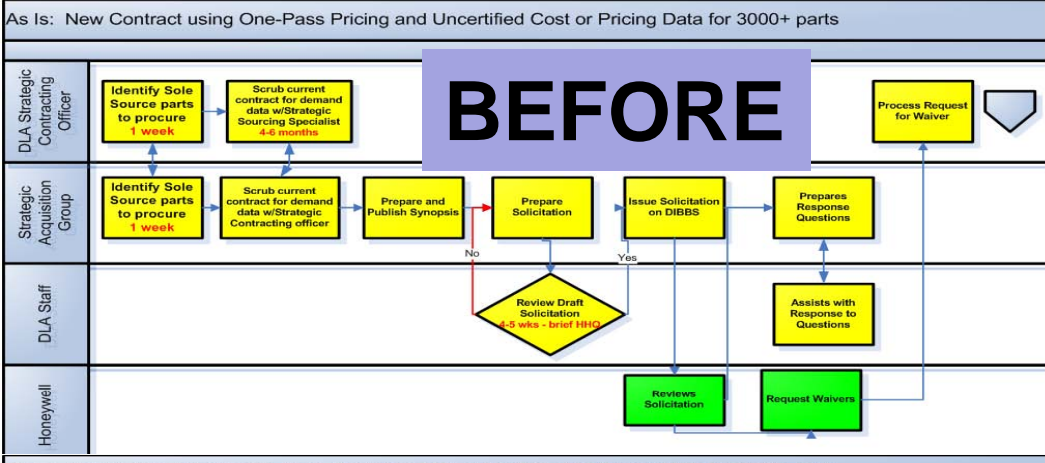 As Is: New Contract using One-Pass Pricing and Uncertified Cost or Pricing Data for 3000+ parts
BEFORE
DLA Strategic
Contracting
Officer
Identify Sole
Source parts
to procure
1 week
Scrub current
contract for demand
data w/Strategic
Sourcing Specialist
4-6 months
Process Request
for Waiver
Strategic
Acquisition
Group
Identify Sole
Source parts
to procure
1 week
Scrub current
contract for demand
data w/Strategic
Contracting officer
Prepare and
Publish Synopsis
Prepare
Solicitation
Issue Solicitation
on DIBBS
Prepares
Response
Questions
No
Yes
DLA Staff
Review Draft
Solicitation
4-5 wks - brief HHQ
Assists with
Response to
Questions
Honeywell
Reviews
Solicitation
Request Waivers